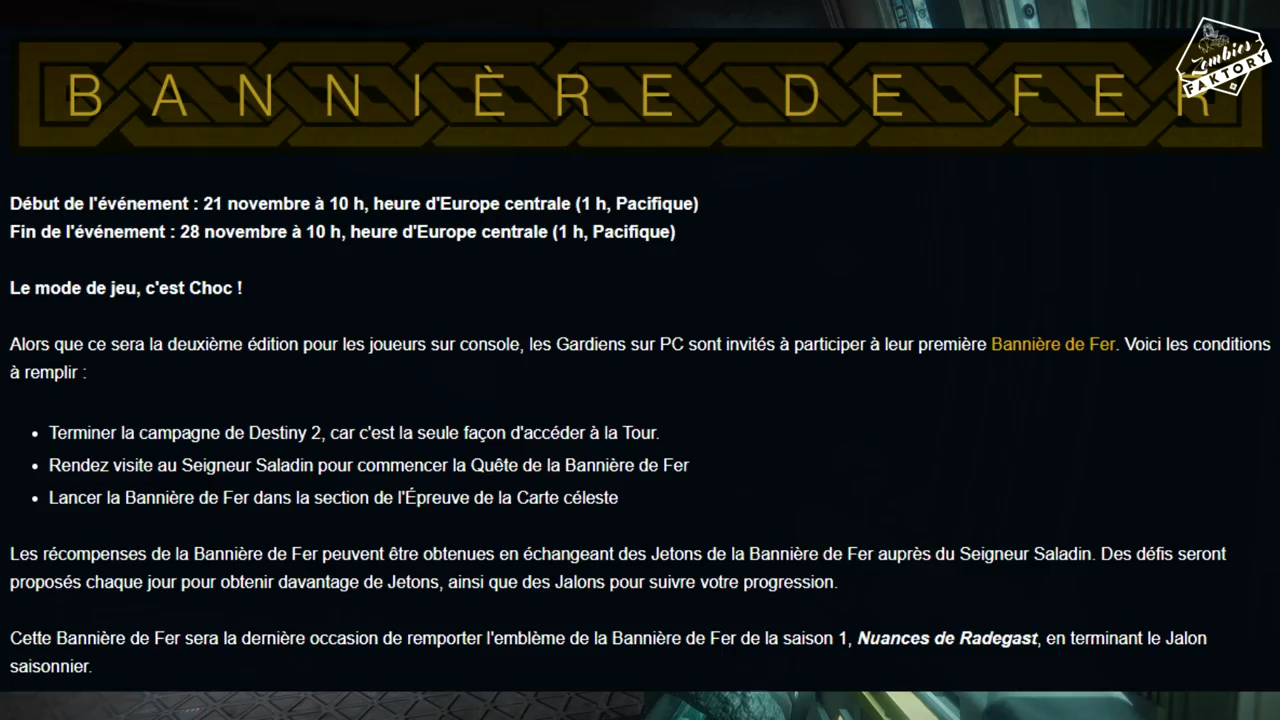 BANNIÈRE DE FER
Zombies
FAKTORY
Début de l'événement : 21 novembre à 10 h, heure d'Europe centrale (1 h, Pacifique)
Fin de l'événement : 28 novembre à 10 h, heure d'Europe centrale (1 h, Pacifique)
Le mode de jeu, c'est Choc !
Alors que ce sera la deuxième édition pour les joueurs sur console, les Gardiens sur PC sont invités à participer à leur première Bannière de Fer. Voici les conditions
à remplir :
• Terminer la campagne de Destiny 2, car c'est la seule façon d'accéder à la Tour.
• Rendez visite au Seigneur Saladin pour commencer la Quête de la Bannière de Fer
• Lancer la Bannière de Fer dans la section de l'Épreuve de la Carte céleste
Les récompenses de la Bannière de Fer peuvent être obtenues en échangeant des Jetons de la Bannière de Fer auprès du Seigneur Saladin. Des défis seront
proposés chaque jour pour obtenir davantage de Jetons, ainsi que des Jalons pour suivre votre progression.
Cette Bannière de Fer sera la dernière occasion de remporter l'emblème de la Bannière de Fer de la saison 1, Nuances de Radegast, en terminant le Jalon
saisonnier.